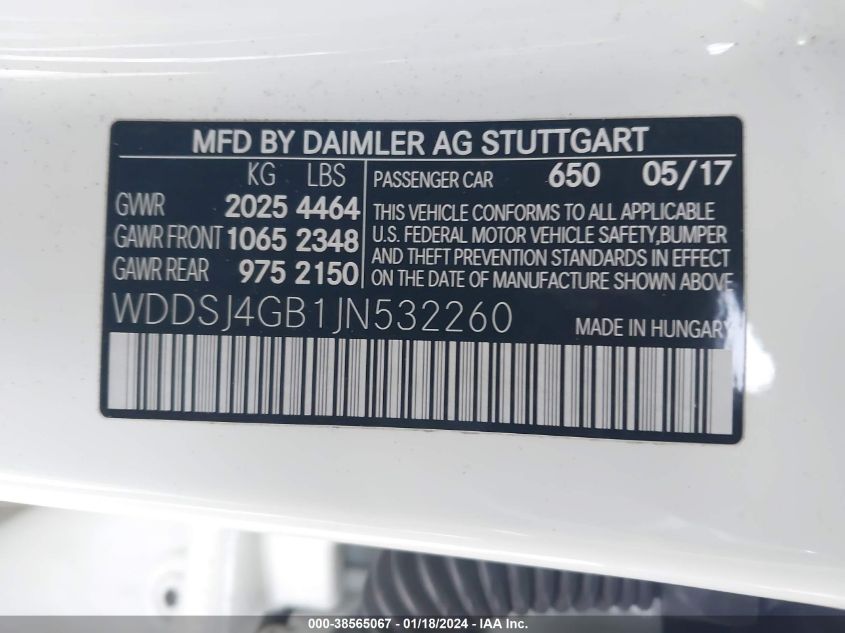 MFD BY DAIMLER AG STUTTGART
KG LBS
GVWR 2025 4464
GAWR FRONT 1065 2348
GAWR REAR 975 2150
PASSENGER CAR 650 05/17
THIS VEHICLE CONFORMS TO ALL APPLICABLE
U.S. FEDERAL MOTOR VEHICLE SAFETY,BUMPER
AND THEFT PREVENTION STANDARDS IN EFFECT
ON THE DATE OF MANUFACTURE SHOWN ABOVE
WDDSJ4GB1JN532260 MADE IN HUNGARY
000-38565067 - 01/18/2024 - IAA Inc.